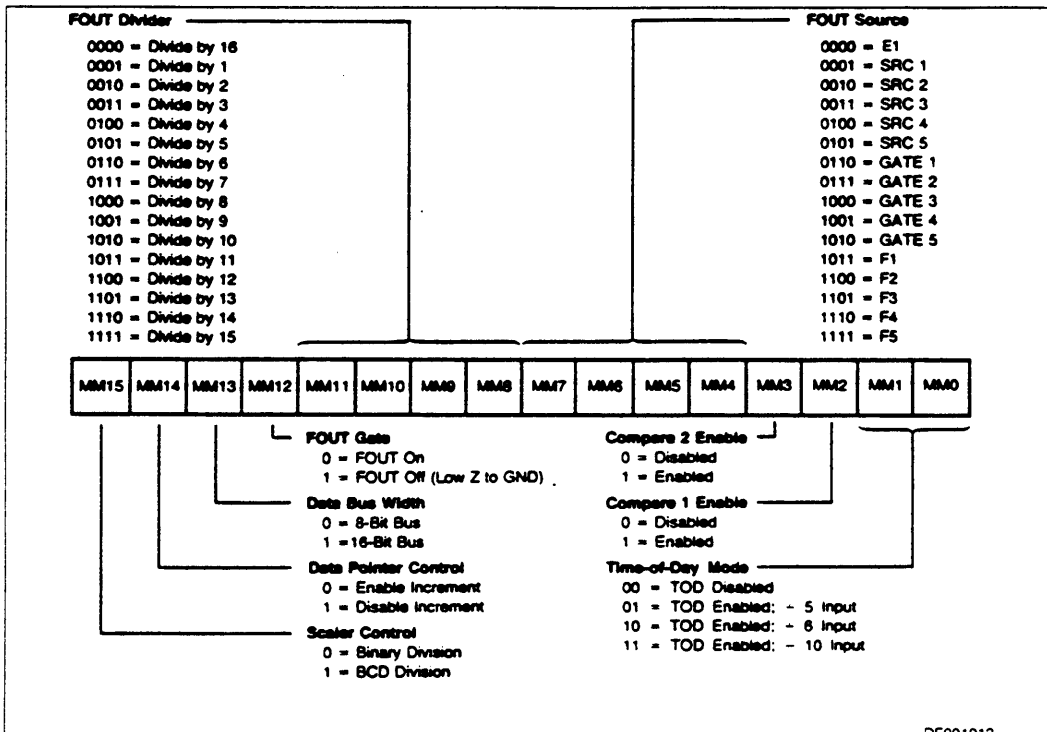 FOUT Divider
0000 = Divide by 16
0001 = Divide by 1
0010 = Divide by 2
0011 = Divide by 3
0100 = Divide by 4
0101 = Divide by 5
0110 = Divide by 6
0111 = Divide by 7
1000 = Divide by 8
1001 = Divide by 9
1010 = Divide by 10
1011 = Divide by 11
1100 = Divide by 12
1101 = Divide by 13
1110 = Divide by 14
1111 = Divide by 15
FOUT Source
0000 = E1
0001 = SRC 1
0010 = SRC 2
0011 = SRC 3
0100 = SRC 4
0101 = SRC 5
0110 = GATE 1
0111 = GATE 2
1000 = GATE 3
1001 = GATE 4
1010 = GATE 5
1011 = F1
1100 = F2
1101 = F3
1110 = F4
1111 = F5
MM15 MM14 MM13 MM12 MM11 MM10 MM9 MM8 MM7 MM6 MM5 MM4 MM3 MM2 MM1 MM0
FOUT Gate
0 = FOUT On
1 = FOUT Off (Low Z to GND)
Data Bus Width
0 = 8-Bit Bus
1 =16-Bit Bus
Data Pointer Control
0 = Enable Increment
1 = Disable Increment
Scaler Control
0 = Binary Division
1 = BCD Division
Compare 2 Enable
0 = Disabled
1 = Enabled
Compare 1 Enable
0 = Disabled
1 = Enabled
Time-of-Day Mode
00 = TOD Disabled
01 = TOD Enabled: ÷ 5 Input
10 = TOD Enabled: ÷ 6 Input
11 = TOD Enabled: ÷ 10 Input